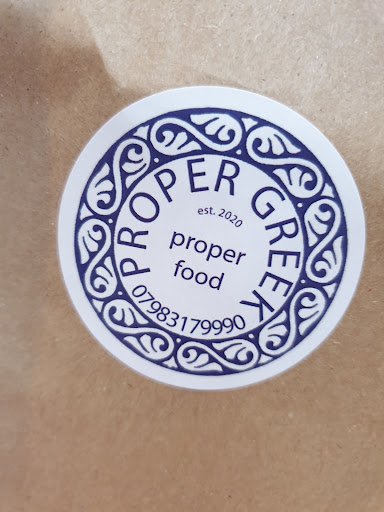 PROPER GREEK
est. 2020
proper
food
07983179990